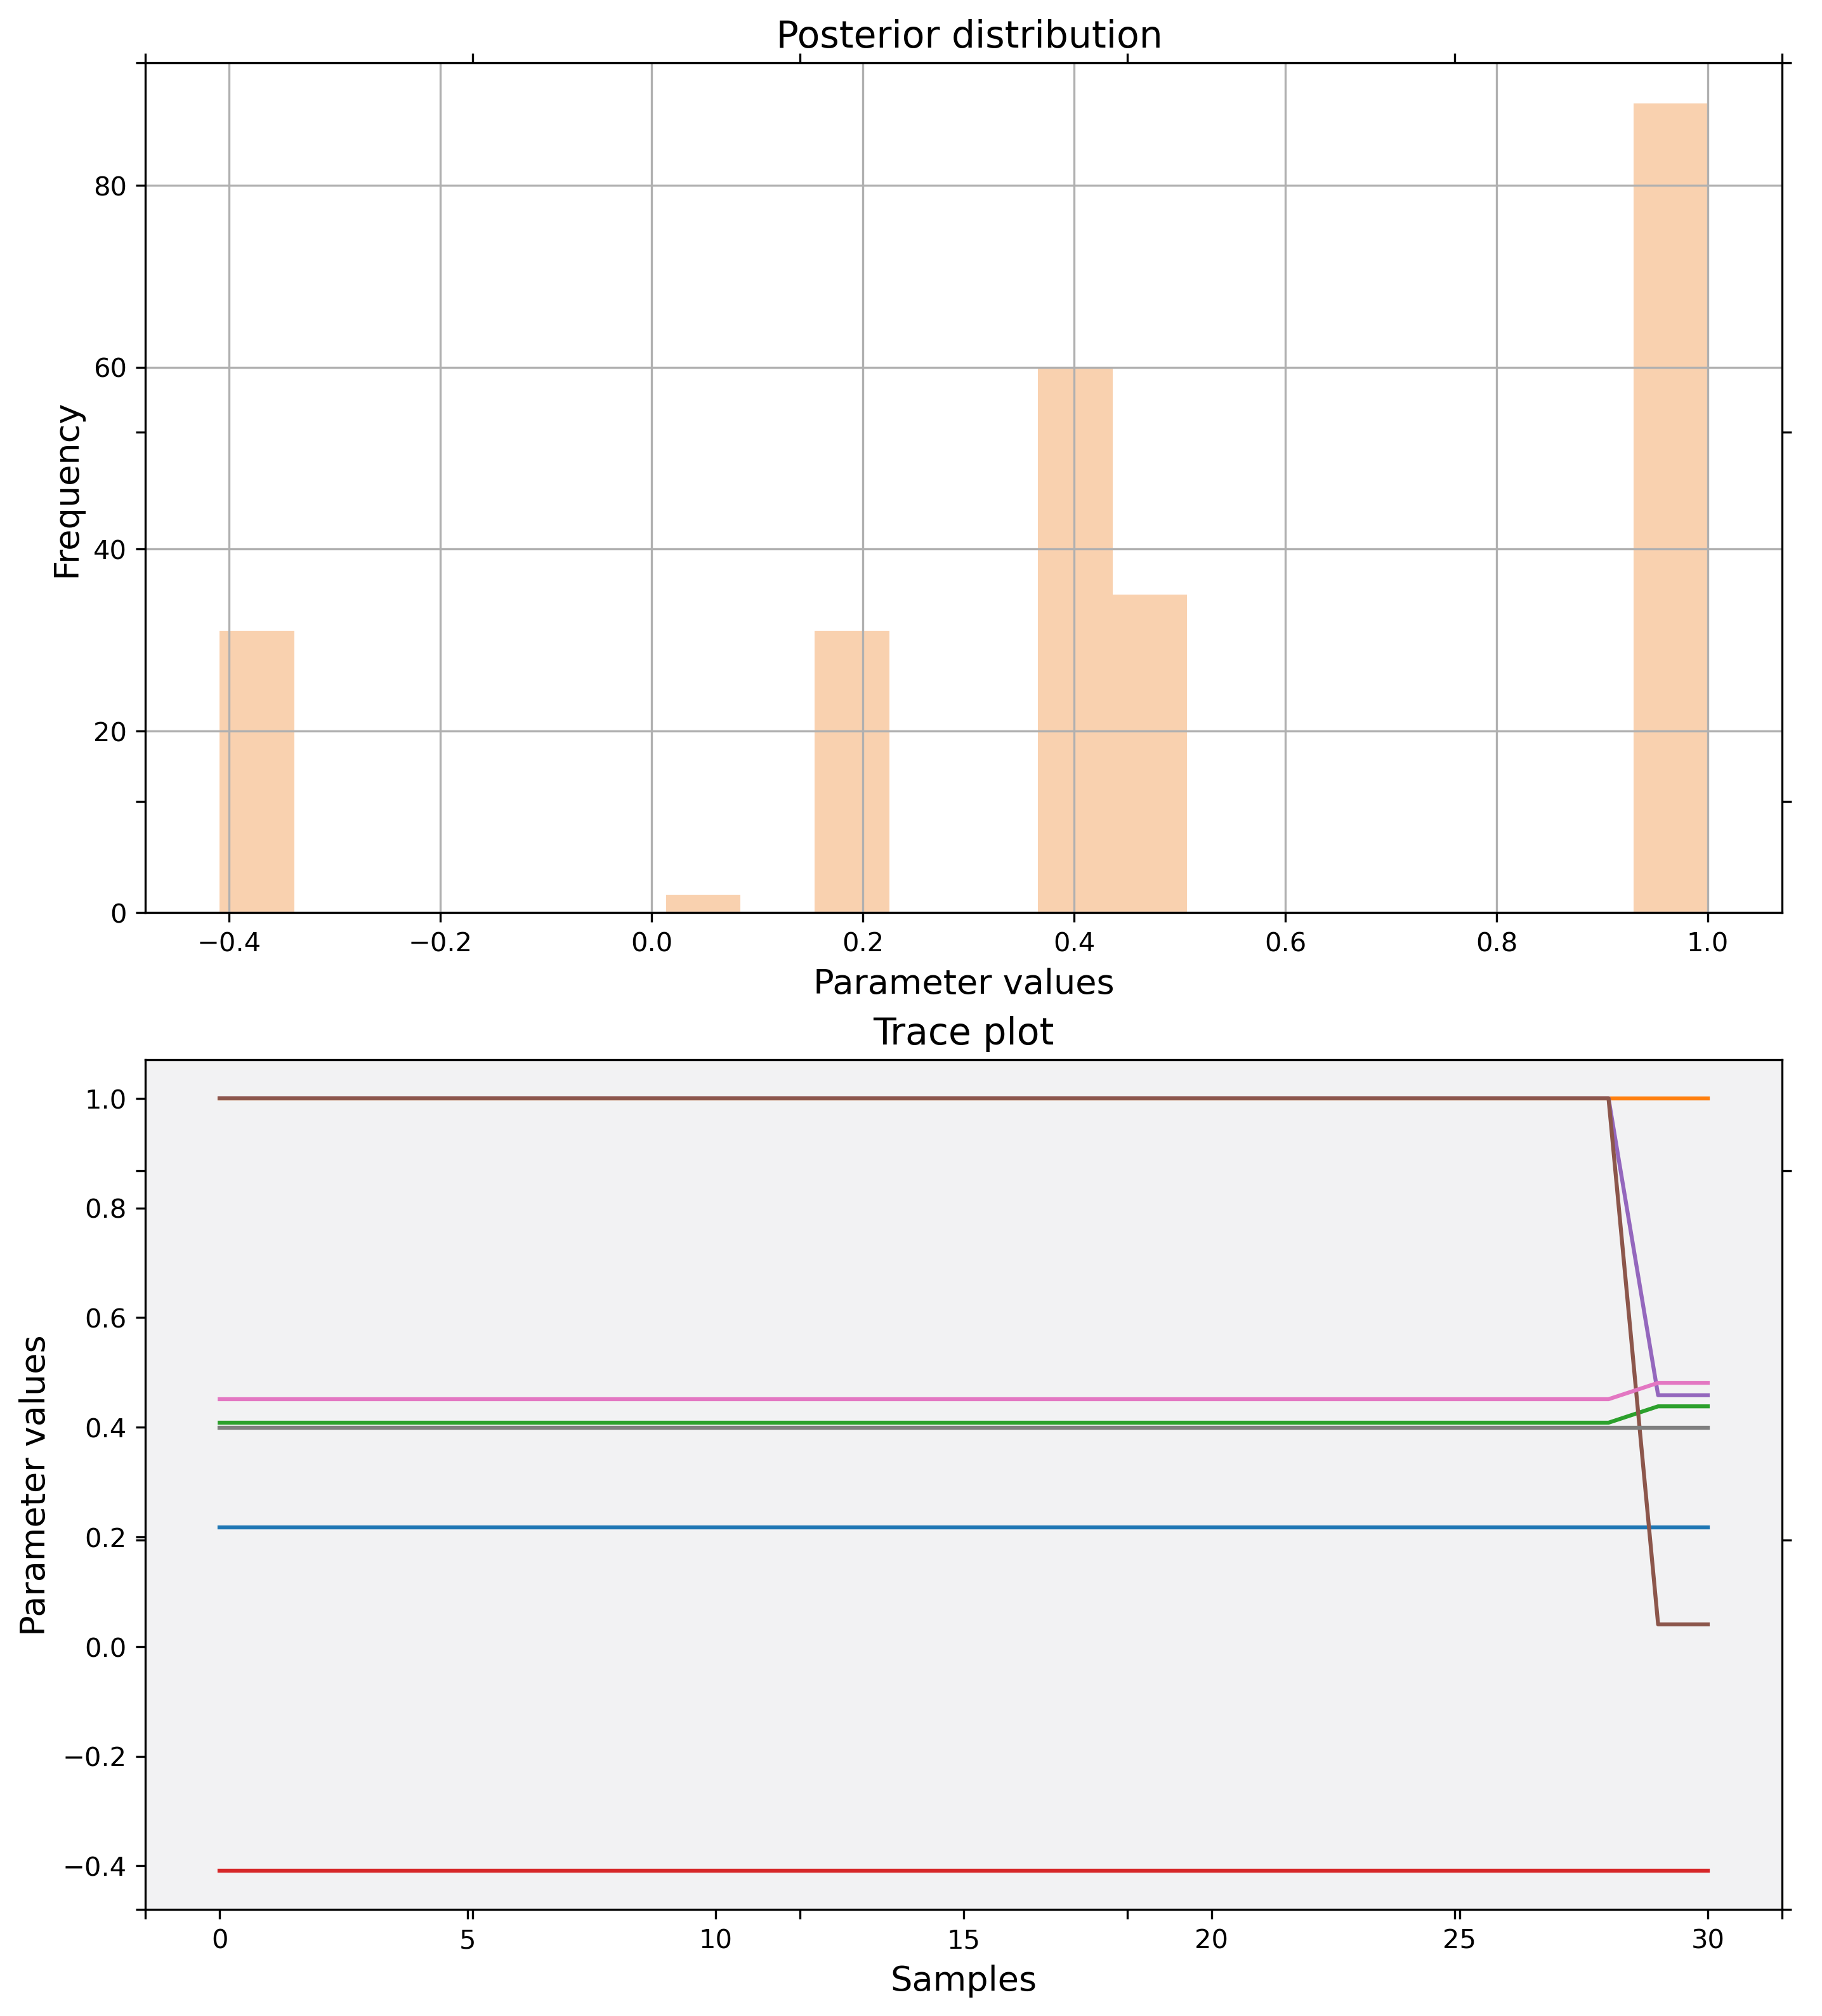 Posterior distribution
80
60
40
20
0
Frequency
−0.4 −0.2 0.0 0.2 0.4 0.6 0.8 1.0
Parameter values
Trace plot
1.0
0.8
0.6
0.4
0.2
0.0
−0.2
−0.4
Parameter values
0 5 10 15 20 25 30
Samples